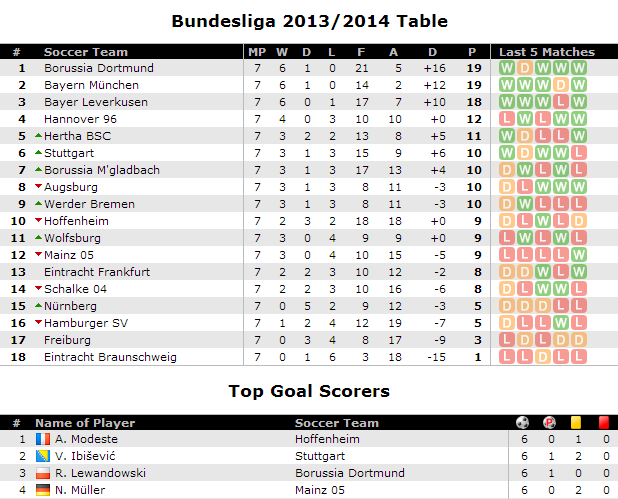 Bundesliga 2013/2014 Table
# Soccer Team MP W D L F A D P Last 5 Matches
1 Borussia Dortmund 7 6 1 0 21 5 +16 19 W D W W W
2 Bayern München 7 6 1 0 14 2 +12 19 W W W D W
3 Bayer Leverkusen 7 6 0 1 17 7 +10 18 W W W L W
4 Hannover 96 7 4 0 3 10 10 +0 12 L W L W W
5 Hertha BSC 7 3 2 2 13 8 +5 11 W D L L W
6 Stuttgart 7 3 1 3 15 9 +6 10 W D W W L
7 Borussia M'gladbach 7 3 1 3 17 13 +4 10 D W L W L
8 Augsburg 7 3 1 3 8 11 -3 10 D L W W W
9 Werder Bremen 7 3 1 3 8 11 -3 10 D W L L L
10 Hoffenheim 7 2 3 2 18 18 +0 9 D L W L D
11 Wolfsburg 7 3 0 4 9 9 +0 9 L W L W L
12 Mainz 05 7 3 0 4 10 15 -5 9 L L L L W
13 Eintracht Frankfurt 7 2 2 3 10 12 -2 8 D D W L W
14 Schalke 04 7 2 2 3 10 16 -6 8 D L W W L
15 Nürnberg 7 0 5 2 9 12 -3 5 D D D L L
16 Hamburger SV 7 1 2 4 12 19 -7 5 D L L W L
17 Freiburg 7 0 3 4 8 17 -9 3 L D L D D
18 Eintracht Braunschweig 7 0 1 6 3 18 -15 1 L L D L L
Top Goal Scorers
# Name of Player Soccer Team P
1 A. Modeste Hoffenheim 6 0 1 0
2 V. Ibišević Stuttgart 6 1 2 0
3 R. Lewandowski Borussia Dortmund 6 1 0 0
4 N. Müller Mainz 05 6 0 2 0